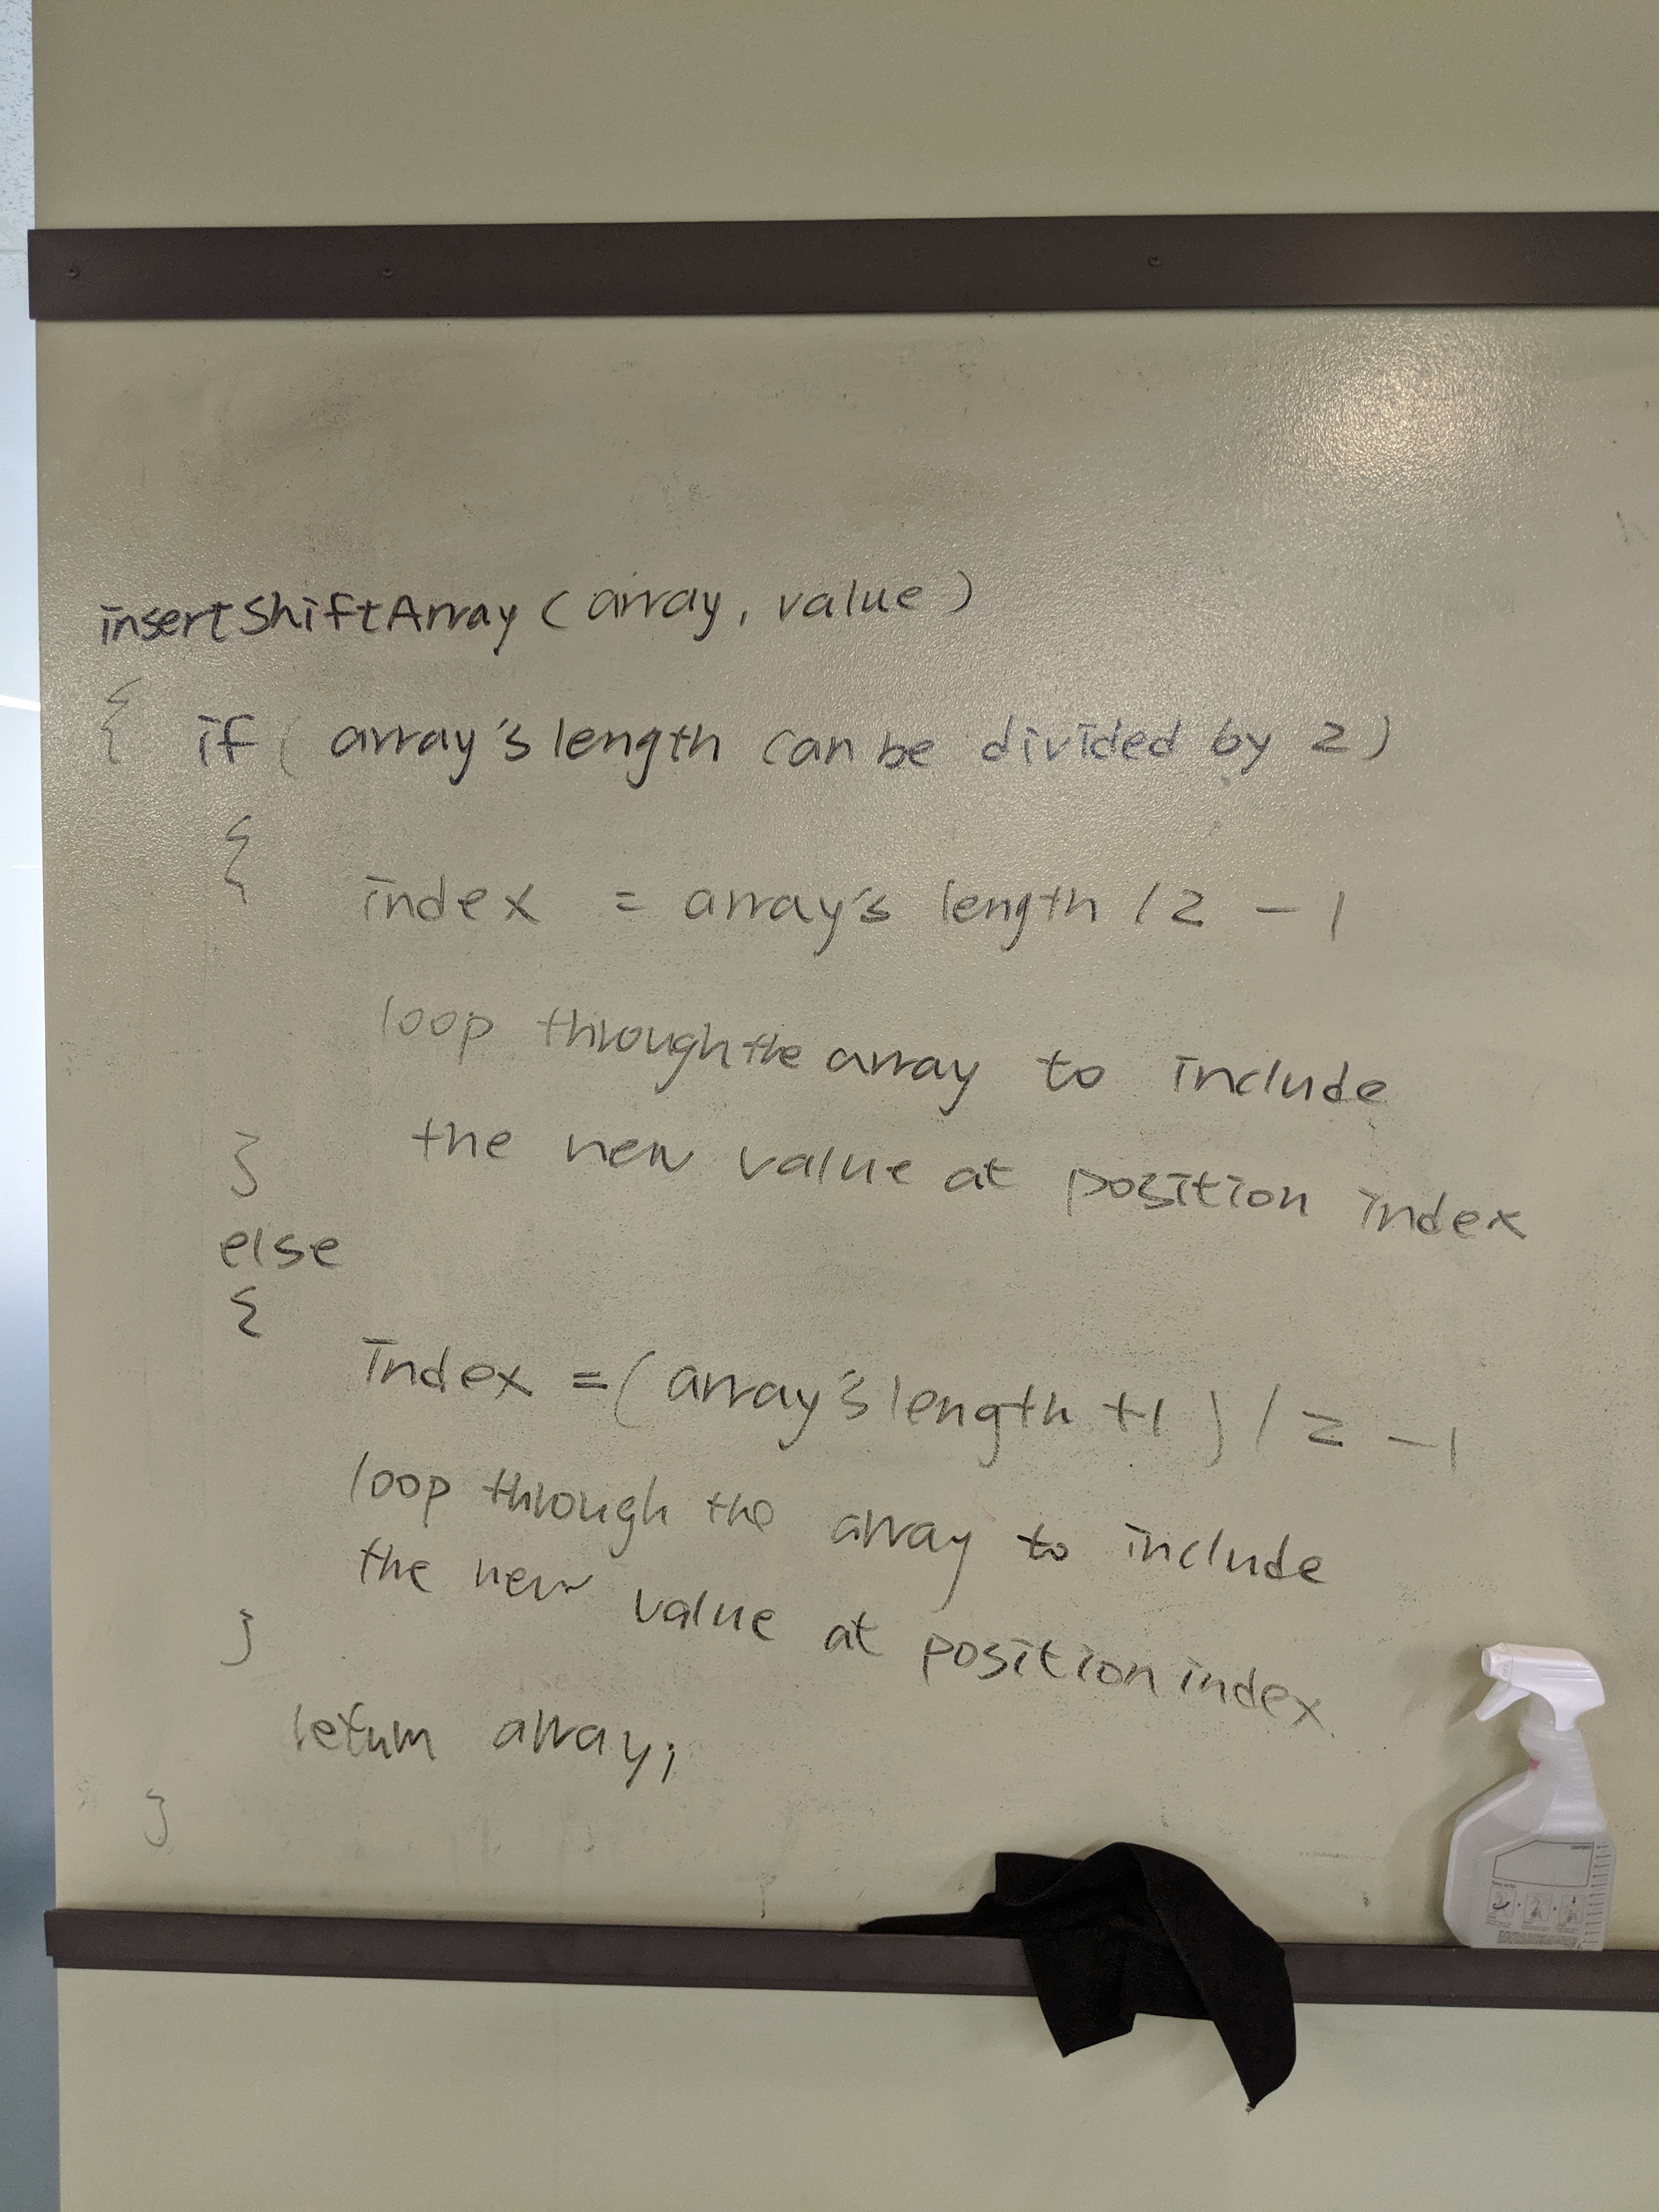 insertShiftArray (array, value)
{ if ( array's length can be divided by 2)
{
index = array's length / 2 - 1
loop through the array to include
the new value at position index
}
else
{
index = (array's length +1) / 2 - 1
loop through the array to include
the new value at position index
}
return array;
}